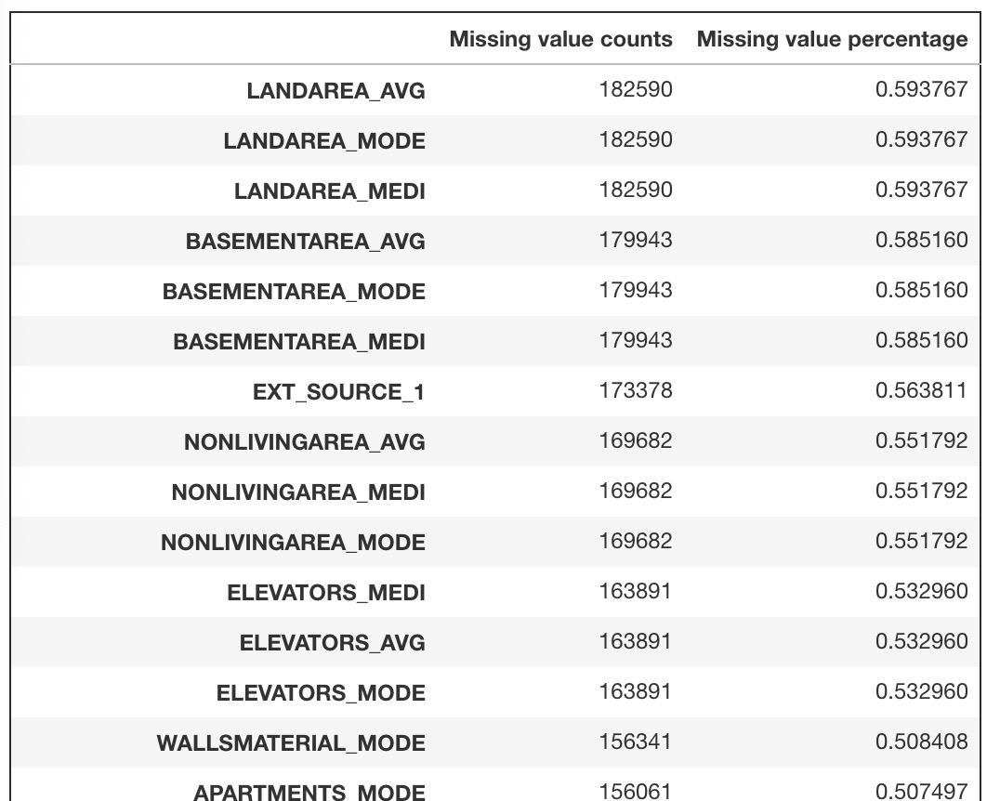 Missing value counts Missing value percentage
LANDAREA_AVG 182590 0.593767
LANDAREA_MODE 182590 0.593767
LANDAREA_MEDI 182590 0.593767
BASEMENTAREA_AVG 179943 0.585160
BASEMENTAREA_MODE 179943 0.585160
BASEMENTAREA_MEDI 179943 0.585160
EXT_SOURCE_1 173378 0.563811
NONLIVINGAREA_AVG 169682 0.551792
NONLIVINGAREA_MEDI 169682 0.551792
NONLIVINGAREA_MODE 169682 0.551792
ELEVATORS_MEDI 163891 0.532960
ELEVATORS_AVG 163891 0.532960
ELEVATORS_MODE 163891 0.532960
WALLSMATERIAL_MODE 156341 0.508408
APARTMENTS_MODE 156061 0.507497